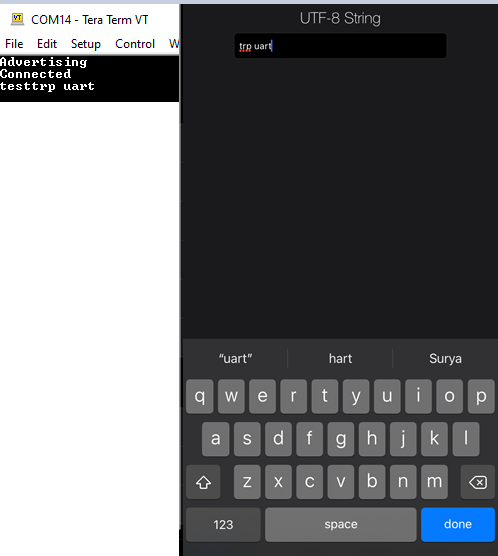 COM14 - Tera Term VT
File Edit Setup Control W
Advertising
Connected
testtrp uart
UTF-8 String
trp uart
“uart” hart Surya
q w e r t y u i o p
a s d f g h j k l
z x c v b n m
123 space done